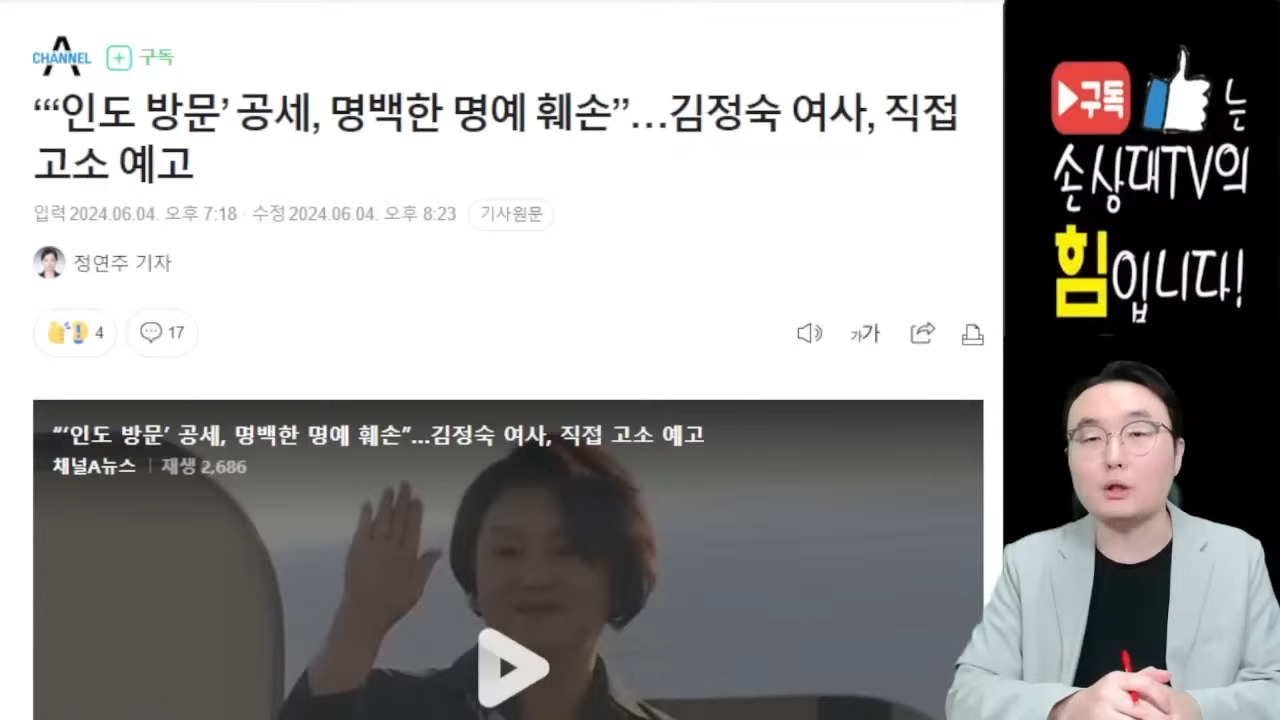 CHANNEL A
구독
“‘인도 방문’ 공세, 명백한 명예 훼손”…김정숙 여사, 직접
고소 예고
입력 2024.06.04. 오후 7:18 · 수정 2024.06.04. 오후 8:23 기사원문
정연주 기자
4 17
가가
“‘인도 방문’ 공세, 명백한 명예 훼손”...김정숙 여사, 직접 고소 예고
채널A뉴스 | 재생 2,686
구독 는
손상대TV의
힘입니다!